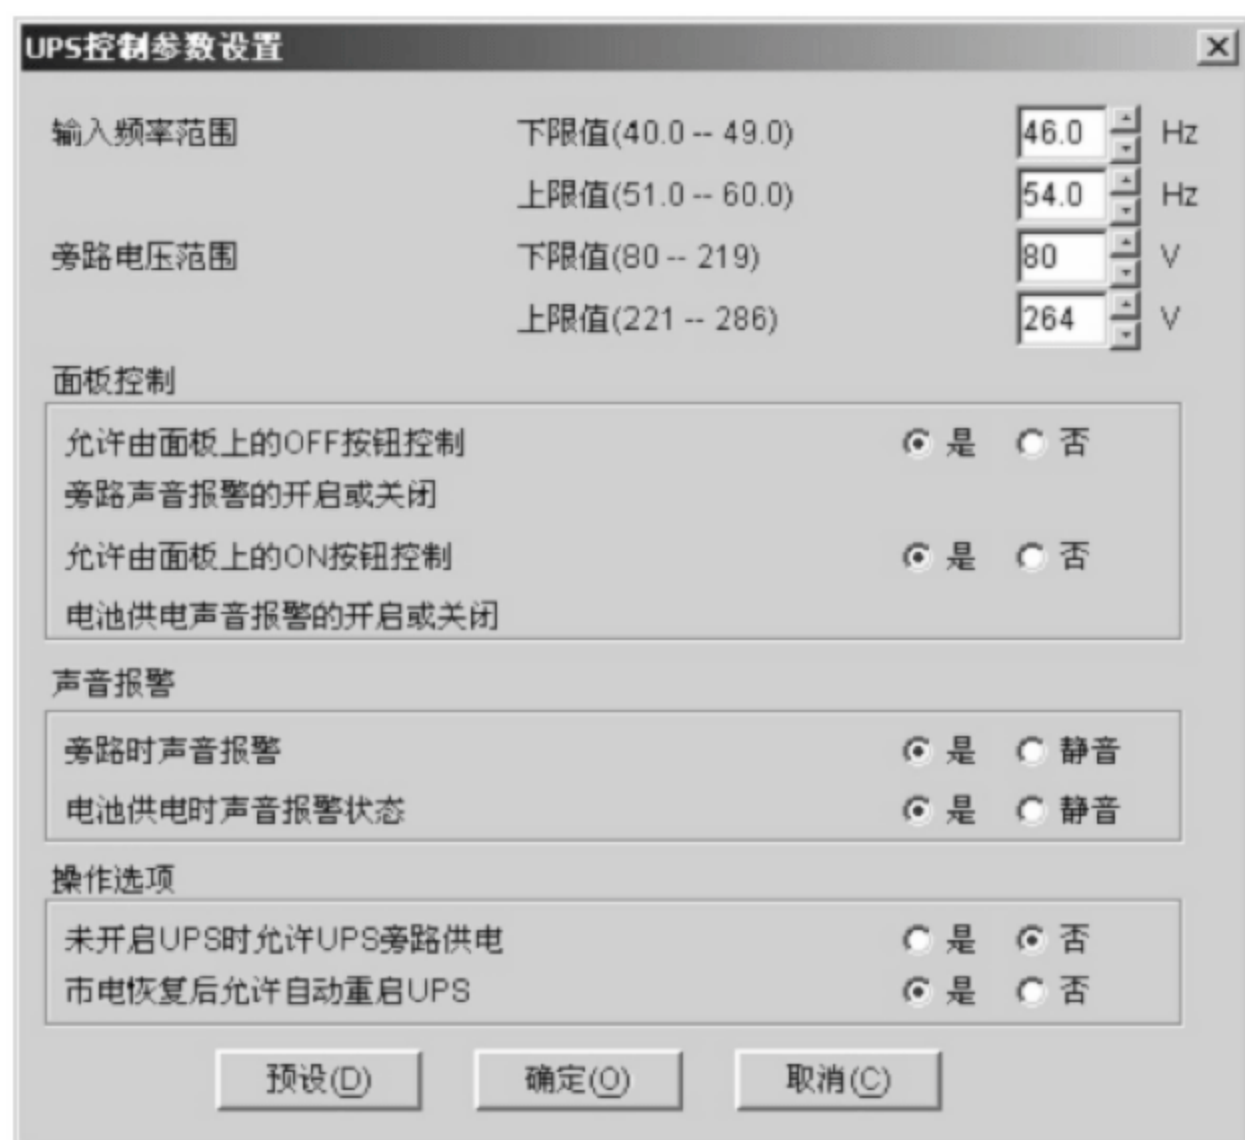 UPS控制参数设置
输入频率范围 下限值(40.0 -- 49.0) 46.0 Hz
上限值(51.0 -- 60.0) 54.0 Hz
旁路电压范围 下限值(80 -- 219) 80 V
上限值(221 -- 286) 264 V
面板控制
允许由面板上的OFF按钮控制 是 否
旁路声音报警的开启或关闭
允许由面板上的ON按钮控制 是 否
电池供电声音报警的开启或关闭
声音报警
旁路时声音报警 是 静音
电池供电时声音报警状态 是 静音
操作选项
未开启UPS时允许UPS旁路供电 是 否
市电恢复后允许自动重启UPS 是 否
预设(D) 确定(O) 取消(C)